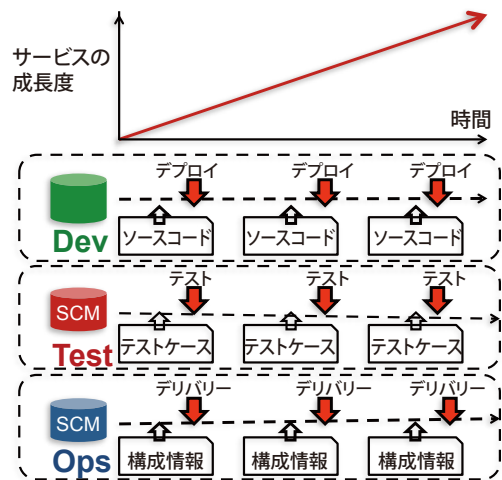 サービスの
成長度
時間
デプロイ デプロイ デプロイ
ソースコード ソースコード ソースコード
Dev
テスト テスト テスト
SCM
テストケース テストケース テストケース
Test
デリバリー デリバリー デリバリー
SCM
構成情報 構成情報 構成情報
Ops